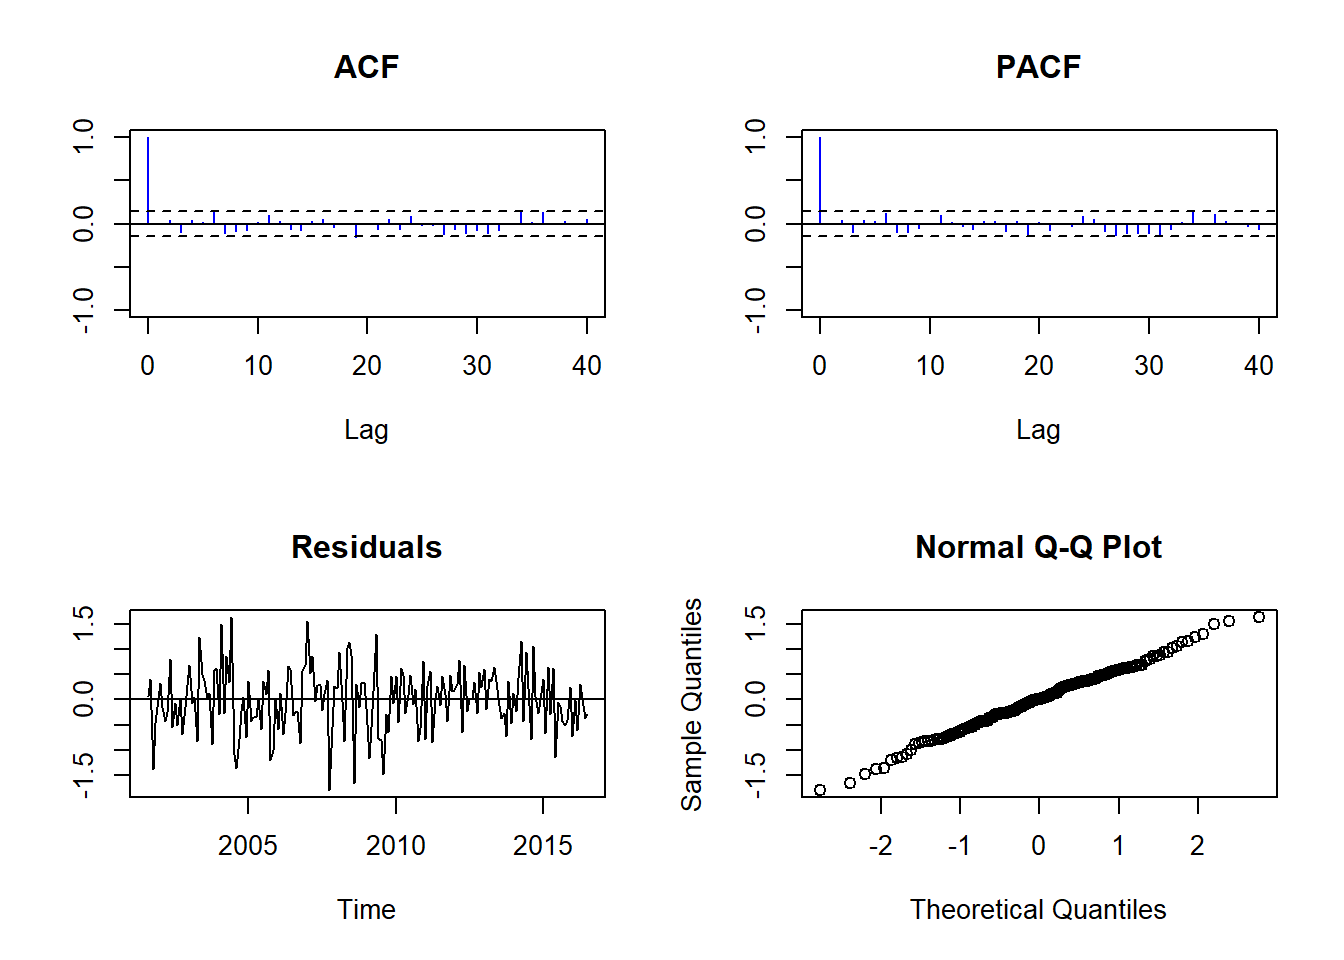 ACF
1.0
0.0
-1.0
0 10 20 30 40
Lag
PACF
1.0
0.0
-1.0
0 10 20 30 40
Lag
Residuals
1.5
0.0
-1.5
2005 2010 2015
Time
Normal Q-Q Plot
Sample Quantiles
1.5
0.0
-1.5
-2 -1 0 1 2
Theoretical Quantiles